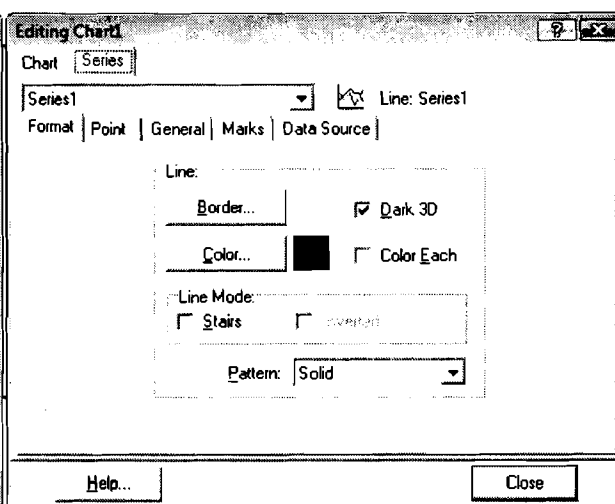 Editing Chart1
Chart Series
Series1 Line: Series1
Format Point General Marks Data Source
Line:
Border... Dark 3D
Color... Color Each
Line Mode:
Stairs Inverted
Pattern: Solid
Help... Close